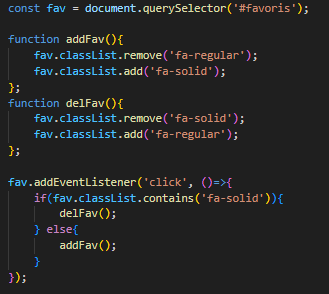 const fav = document.querySelector('#favoris');

function addFav(){
    fav.classList.remove('fa-regular');
    fav.classList.add('fa-solid');
};
function delFav(){
    fav.classList.remove('fa-solid');
    fav.classList.add('fa-regular');
};

fav.addEventListener('click', ()=>{
    if(fav.classList.contains('fa-solid')){
        delFav();
    } else{
        addFav();
    }
});